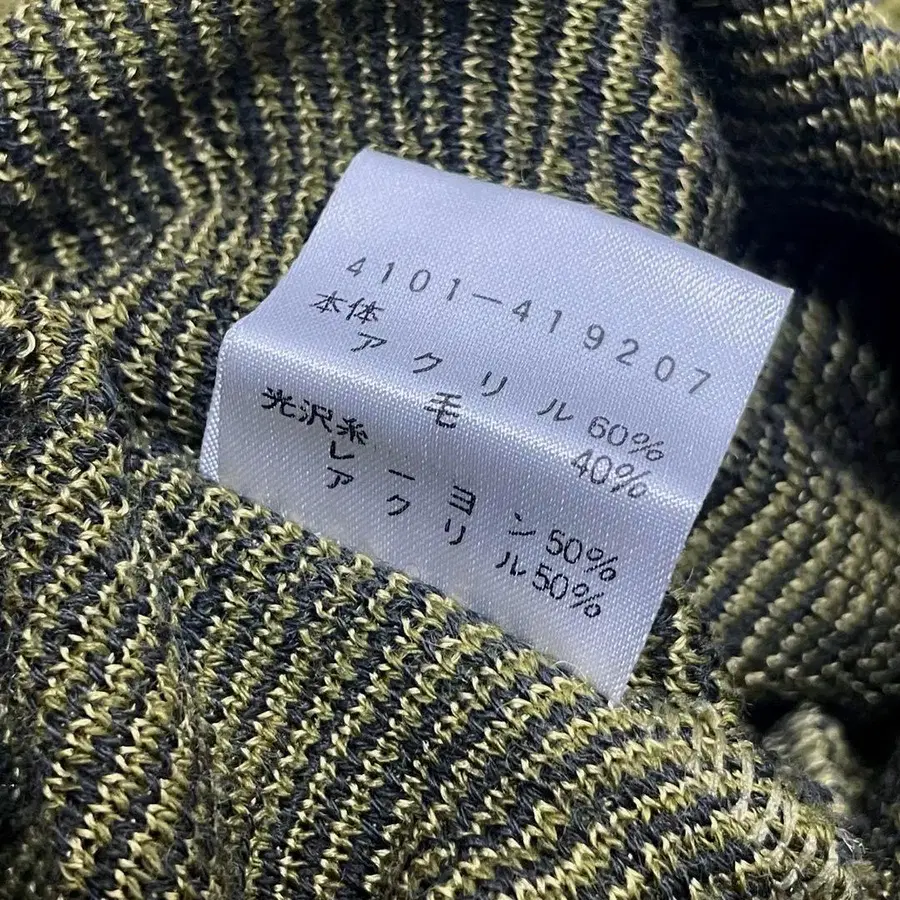 4101-419207
本体
アクリル 60%
毛 40%
光沢糸
レーヨン 50%
アクリル 50%